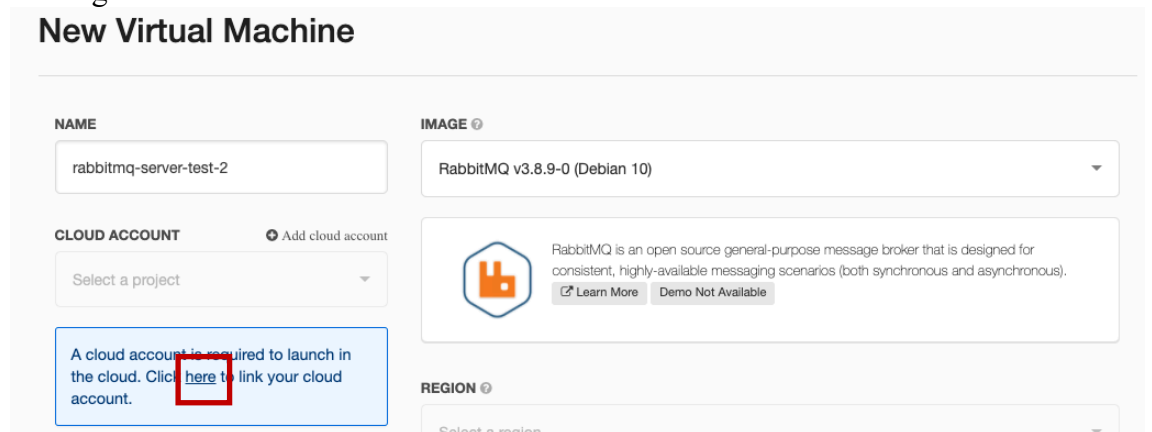 New Virtual Machine
NAME
rabbitmq-server-test-2
CLOUD ACCOUNT
Add cloud account
Select a project
A cloud account is required to launch in
the cloud. Click here to link your cloud
account.
IMAGE
RabbitMQ v3.8.9-0 (Debian 10)
RabbitMQ is an open source general-purpose message broker that is designed for
consistent, highly-available messaging scenarios (both synchronous and asynchronous).
Learn More
Demo Not Available
REGION
Select a region